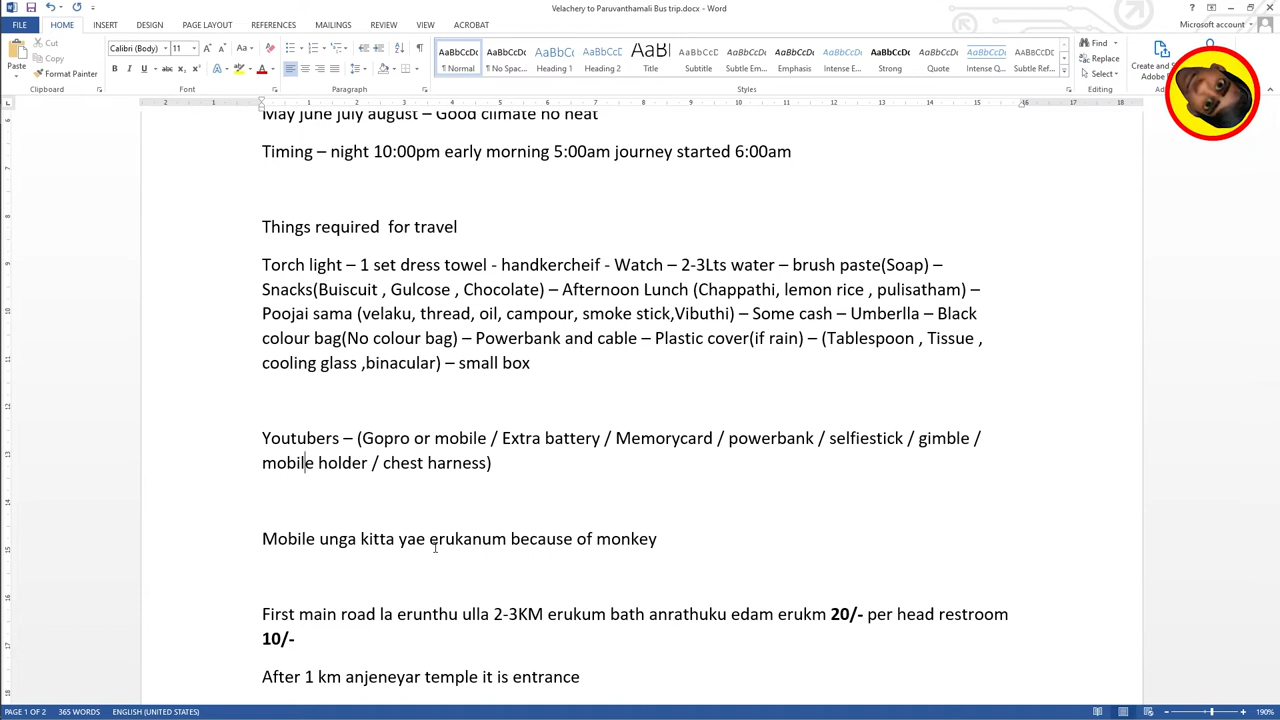 Velachery to Paruvanthamali Bus trip.docx - Word
FILE HOME INSERT DESIGN PAGE LAYOUT REFERENCES MAILINGS REVIEW VIEW ACROBAT Microsoft account
Cut
Copy
Format Painter
Paste
Calibri (Body) 11
AaBbCcDc AaBbCcDc AaBbCc AaBbCcC AaBl AaBbCcC AaBbCcDc AaBbCcDc AaBbCcDc AaBbCcDc AaBbCcDc AaBbCcDc AaBbCcDc
¶ Normal ¶ No Spac... Heading 1 Heading 2 Title Subtitle Subtle Em... Emphasis Intense E... Strong Quote Intense Q... Subtle Ref...
Find
Replace
Select
Create and S
Adobe P
Clipboard Font Paragraph Styles Editing
May june july august – Good climate no heat
Timing – night 10:00pm early morning 5:00am journey started 6:00am
Things required for travel
Torch light – 1 set dress towel - handkercheif - Watch – 2-3Lts water – brush paste(Soap) –
Snacks(Buiscuit , Gulcose , Chocolate) – Afternoon Lunch (Chappathi, lemon rice , pulisatham) –
Poojai sama (velaku, thread, oil, campour, smoke stick,Vibuthi) – Some cash – Umberlla – Black
colour bag(No colour bag) – Powerbank and cable – Plastic cover(if rain) – (Tablespoon , Tissue ,
cooling glass ,binacular) – small box
Youtubers – (Gopro or mobile / Extra battery / Memorycard / powerbank / selfiestick / gimble /
mobile holder / chest harness)
Mobile unga kitta yae erukanum because of monkey
First main road la erunthu ulla 2-3KM erukum bath anrathuku edam erukm 20/- per head restroom
10/-
After 1 km anjeneyar temple it is entrance
PAGE 1 OF 2 365 WORDS ENGLISH (UNITED STATES) 190%